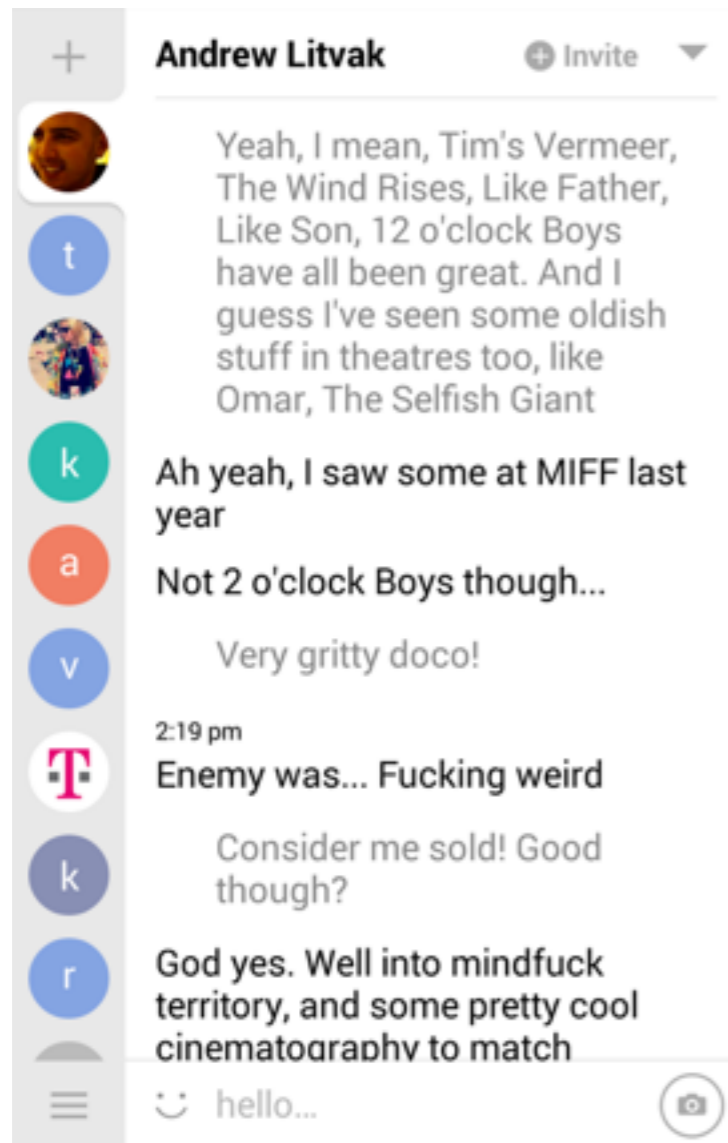 Andrew Litvak
Invite
Yeah, I mean, Tim's Vermeer,
The Wind Rises, Like Father,
Like Son, 12 o'clock Boys
have all been great. And I
guess I've seen some oldish
stuff in theatres too, like
Omar, The Selfish Giant
Ah yeah, I saw some at MIFF last
year
Not 2 o'clock Boys though...
Very gritty doco!
2:19 pm
Enemy was... Fucking weird
Consider me sold! Good
though?
God yes. Well into mindfuck
territory, and some pretty cool
cinematography to match
hello...
t
k
a
v
T
k
r